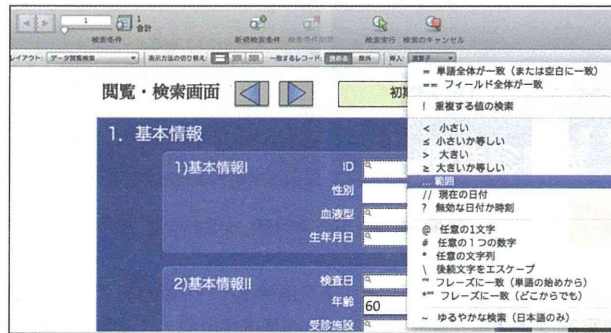 1
1
合計
検索条件
新規検索条件
検索条件削除
検索実行
検索のキャンセル
レイアウト: データ閲覧検索
表示方法の切り替え:
一致するレコード: 含める 除外
挿入: 演算子
閲覧・検索画面
初期
1. 基本情報
1)基本情報I
ID
性別
血液型
生年月日
2)基本情報II
検査日
年齢
60
受診施設
= 単語全体が一致（または空白に一致）
== フィールド全体が一致
! 重複する値の検索
< 小さい
≤ 小さいか等しい
> 大きい
≥ 大きいか等しい
... 範囲
// 現在の日付
? 無効な日付か時刻
@ 任意の1文字
# 任意の1つの数字
* 任意の文字列
\ 後続文字をエスケープ
"" フレーズに一致（単語の始めから）
*"" フレーズに一致（どこからでも）
~ ゆるやかな検索（日本語のみ）